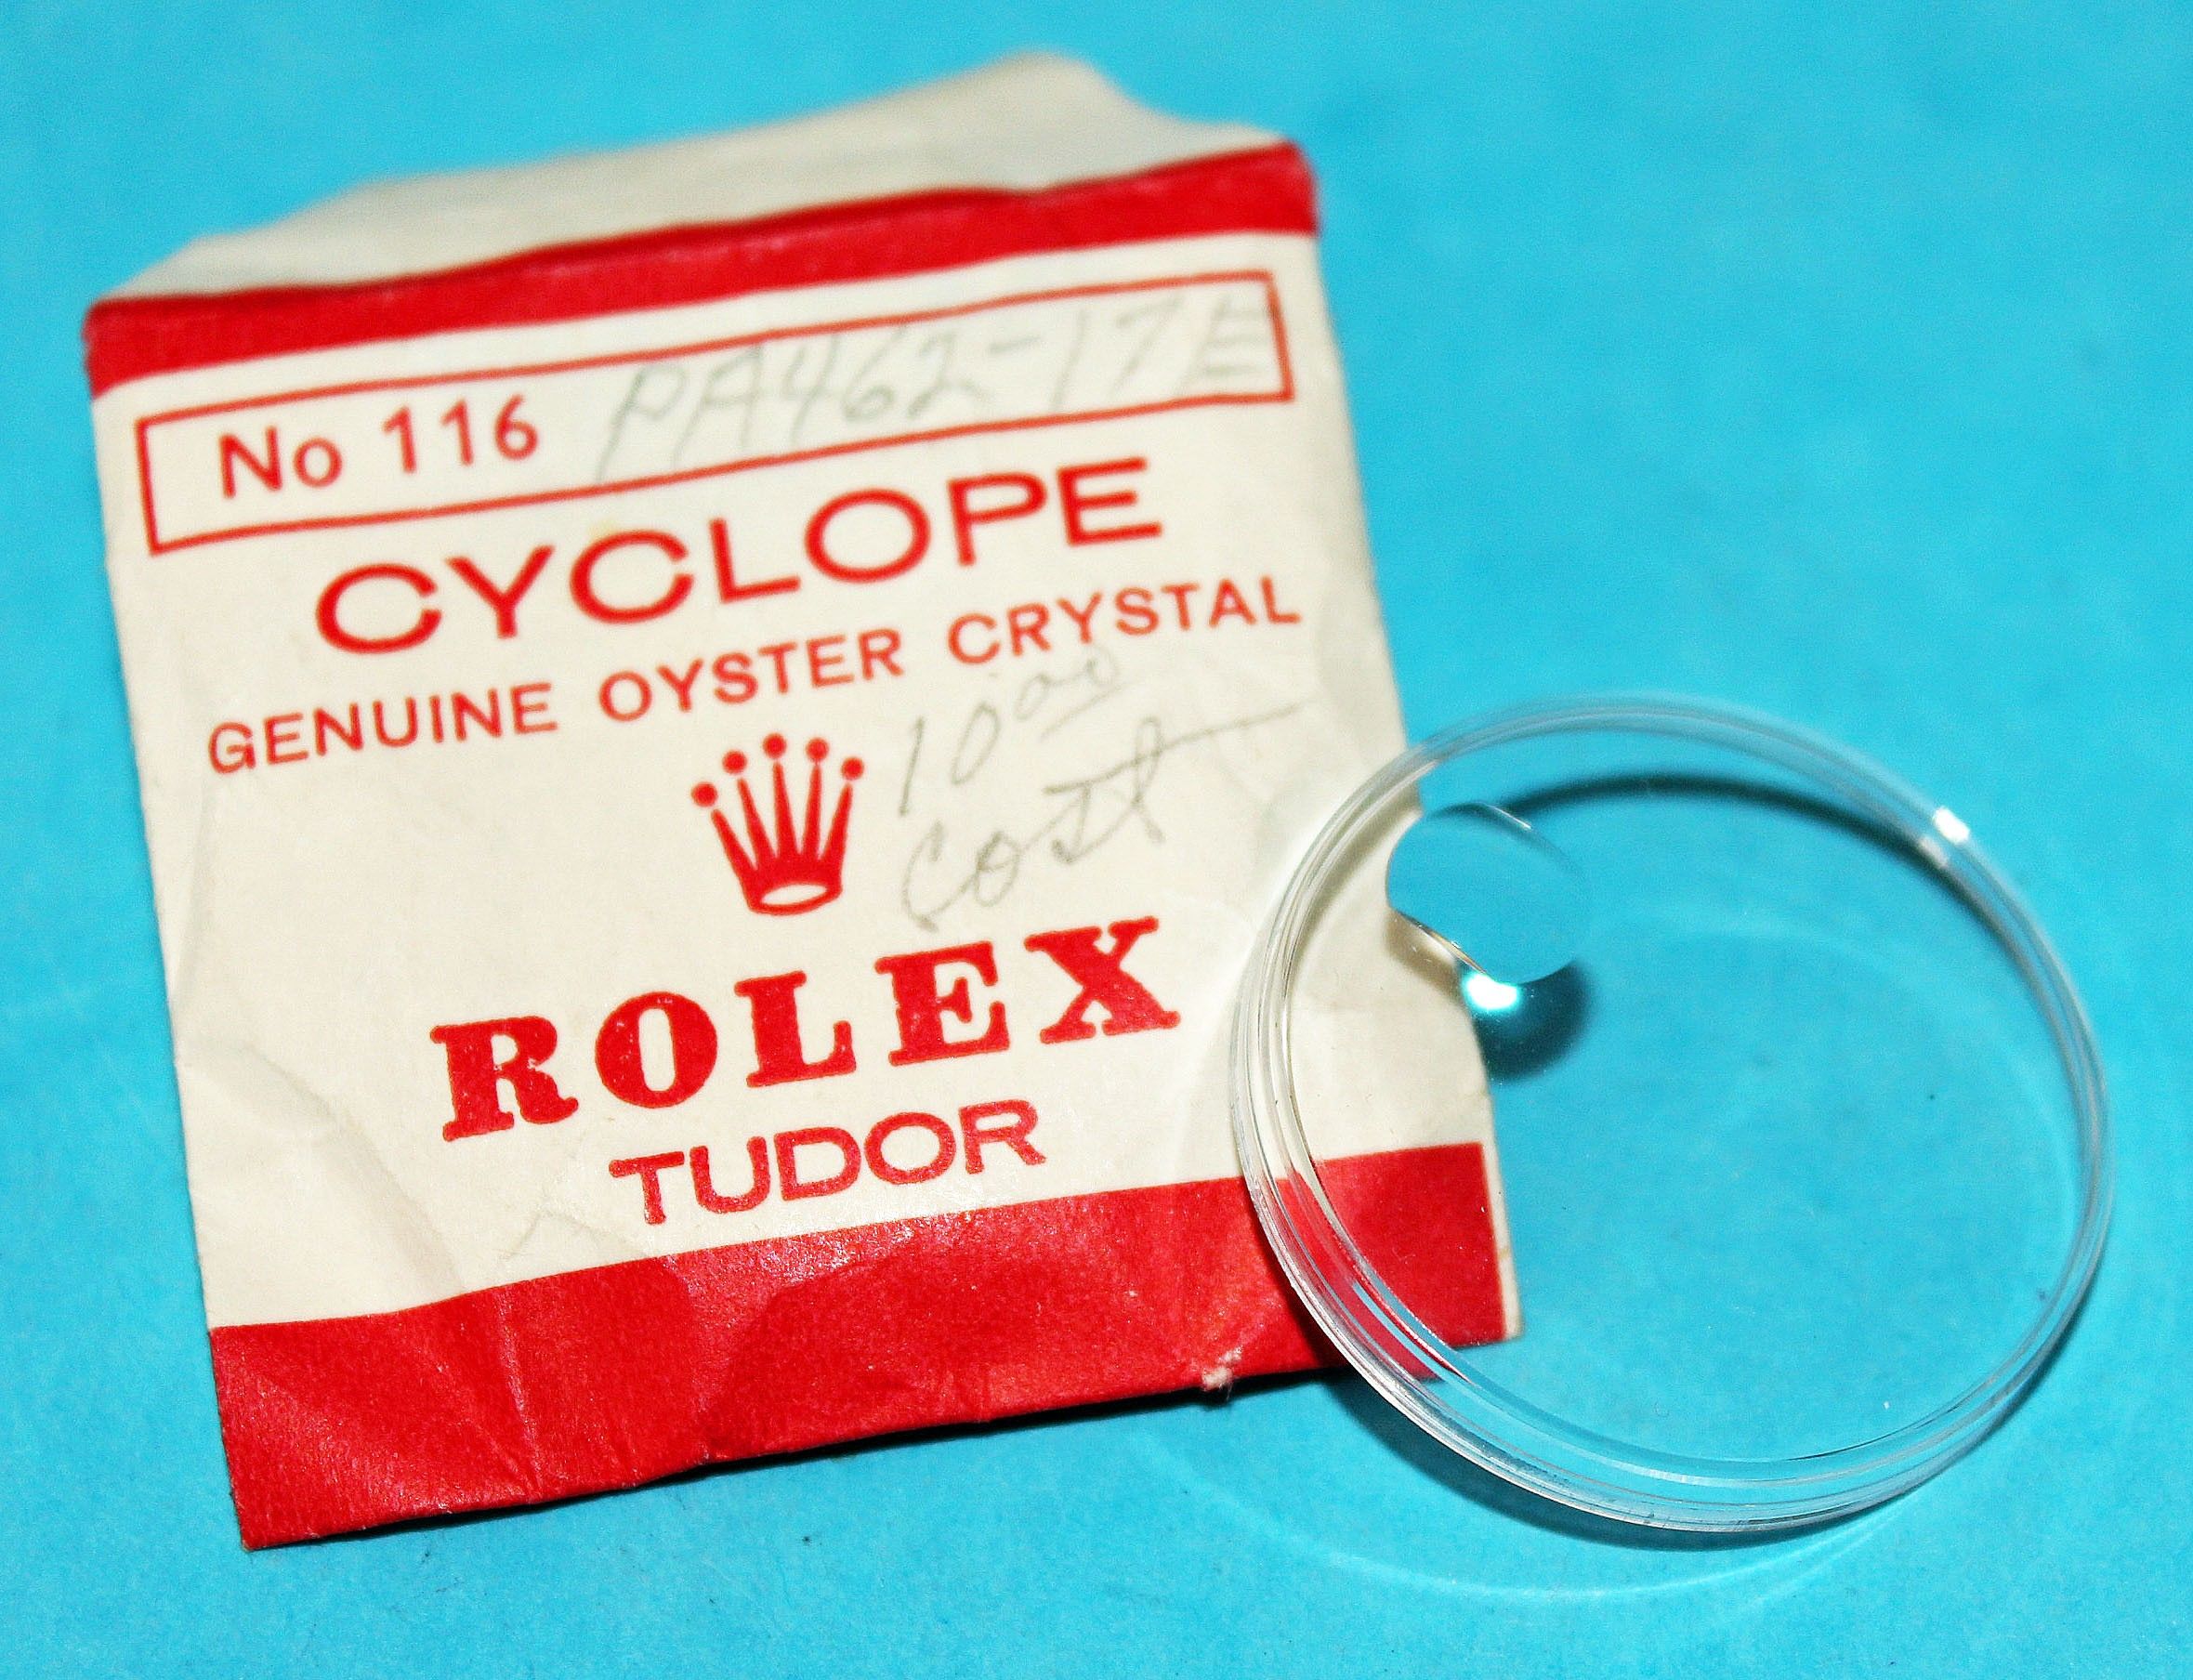 No 116 PA462-17E
CYCLOPE
GENUINE OYSTER CRYSTAL
10.00
cost
ROLEX
TUDOR